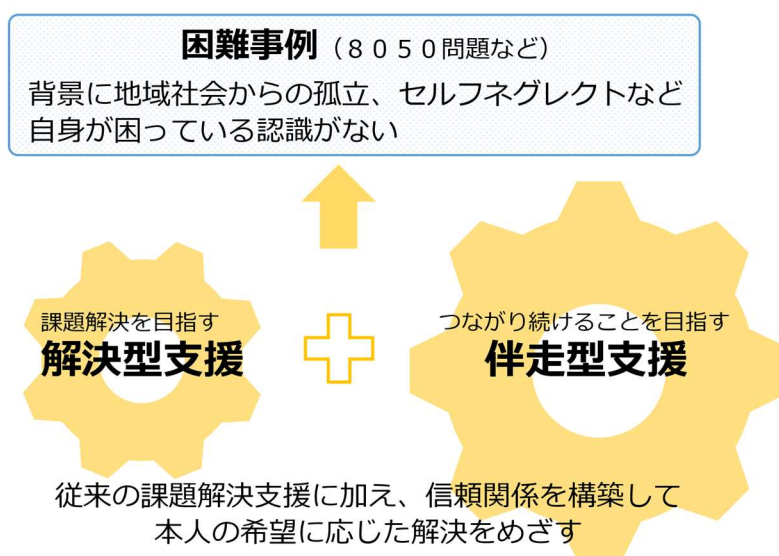 困難事例（８０５０問題など）
背景に地域社会からの孤立、セルフネグレクトなど
自身が困っている認識がない
課題解決を目指す
解決型支援
つながり続けることを目指す
伴走型支援
従来の課題解決支援に加え、信頼関係を構築して
本人の希望に応じた解決をめざす